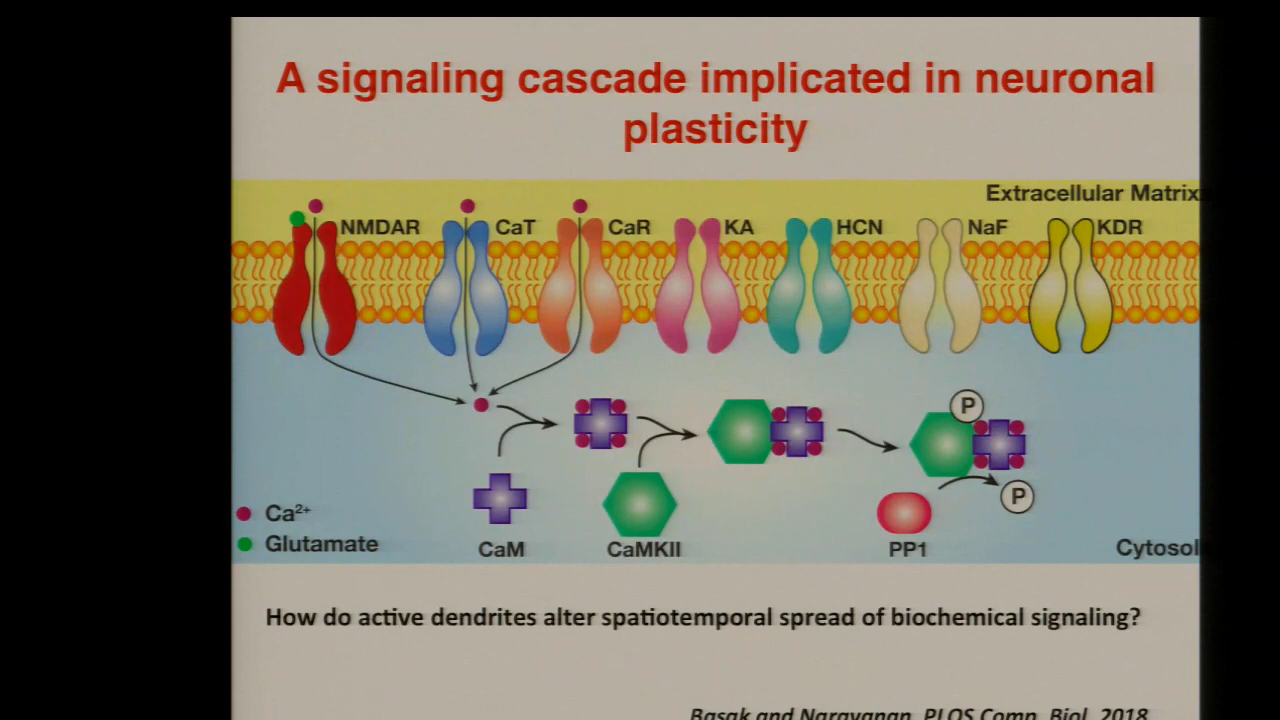 A signaling cascade implicated in neuronal
plasticity
Extracellular Matrix
NMDAR CaT CaR KA HCN NaF KDR
P
P
Ca²⁺
Glutamate
CaM CaMKII PP1 Cytosol
How do active dendrites alter spatiotemporal spread of biochemical signaling?
Basak and Narayanan, PLOS Comp. Biol. 2018